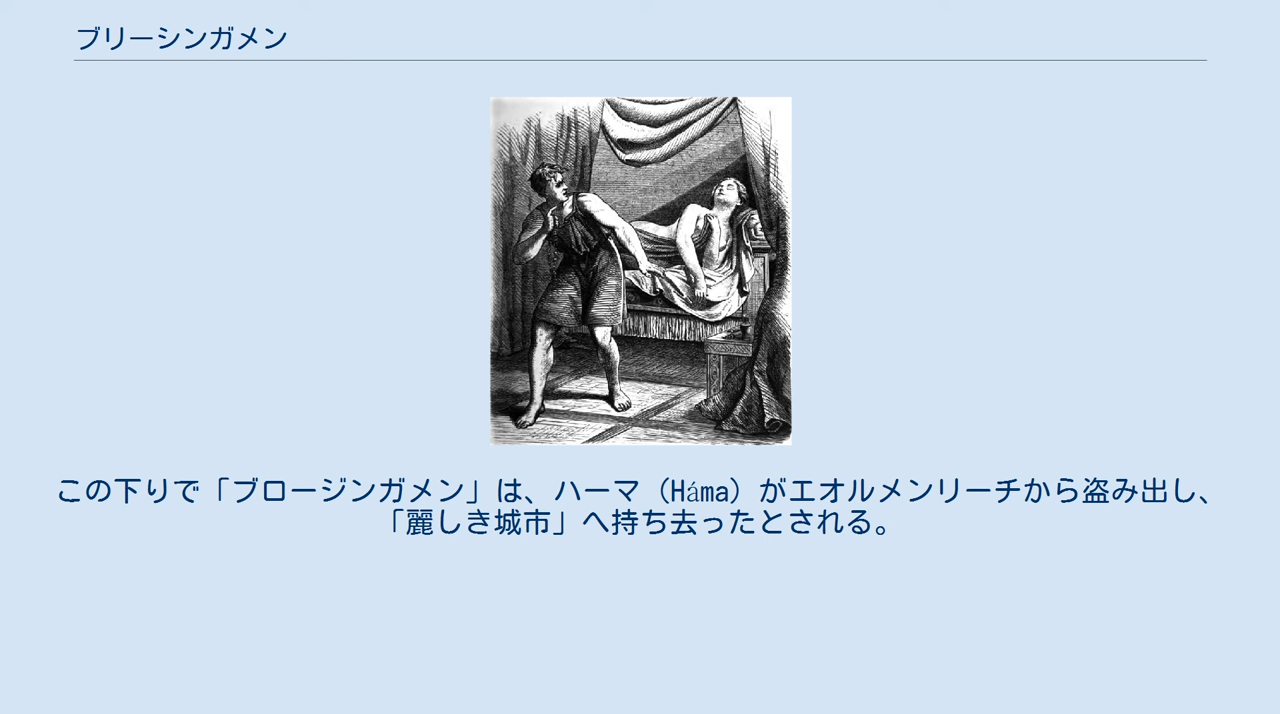 ブリーシンガメン
この下りで「ブロージンガメン」は、ハーマ（Háma）がエオルメンリーチから盗み出し、
「麗しき城市」へ持ち去ったとされる。